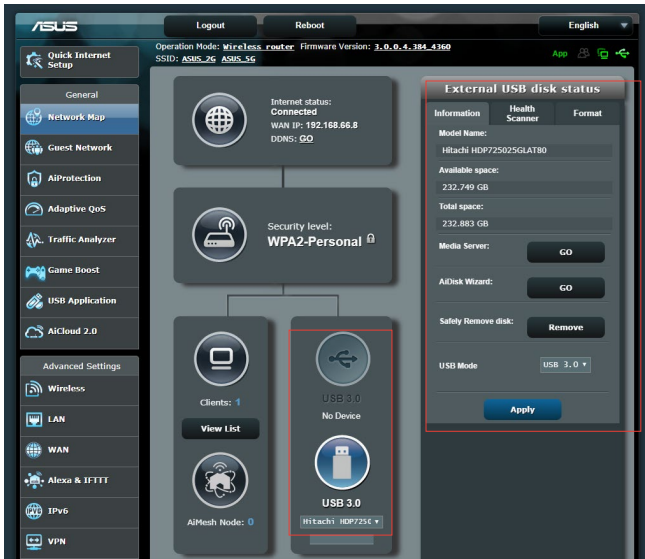 ASUS
Logout
Reboot
English
Quick Internet
Setup
Operation Mode: Wireless router Firmware Version: 3.0.0.4.384_4360
SSID: ASUS_2G ASUS_5G
App
General
Network Map
Guest Network
AiProtection
Adaptive QoS
Traffic Analyzer
Game Boost
USB Application
AiCloud 2.0
Advanced Settings
Wireless
LAN
WAN
Alexa & IFTTT
IPv6
VPN
Internet status:
Connected
WAN IP: 192.168.66.8
DDNS: GO
Security level:
WPA2-Personal
Clients: 1
View List
AiMesh Node: 0
USB 3.0
No Device
USB 3.0
Hitachi HDP725C
External USB disk status
Information
Health
Scanner
Format
Model Name:
Hitachi HDP725025GLAT80
Available space:
232.749 GB
Total space:
232.883 GB
Media Server:
GO
AiDisk Wizard:
GO
Safely Remove disk:
Remove
USB Mode
USB 3.0
Apply